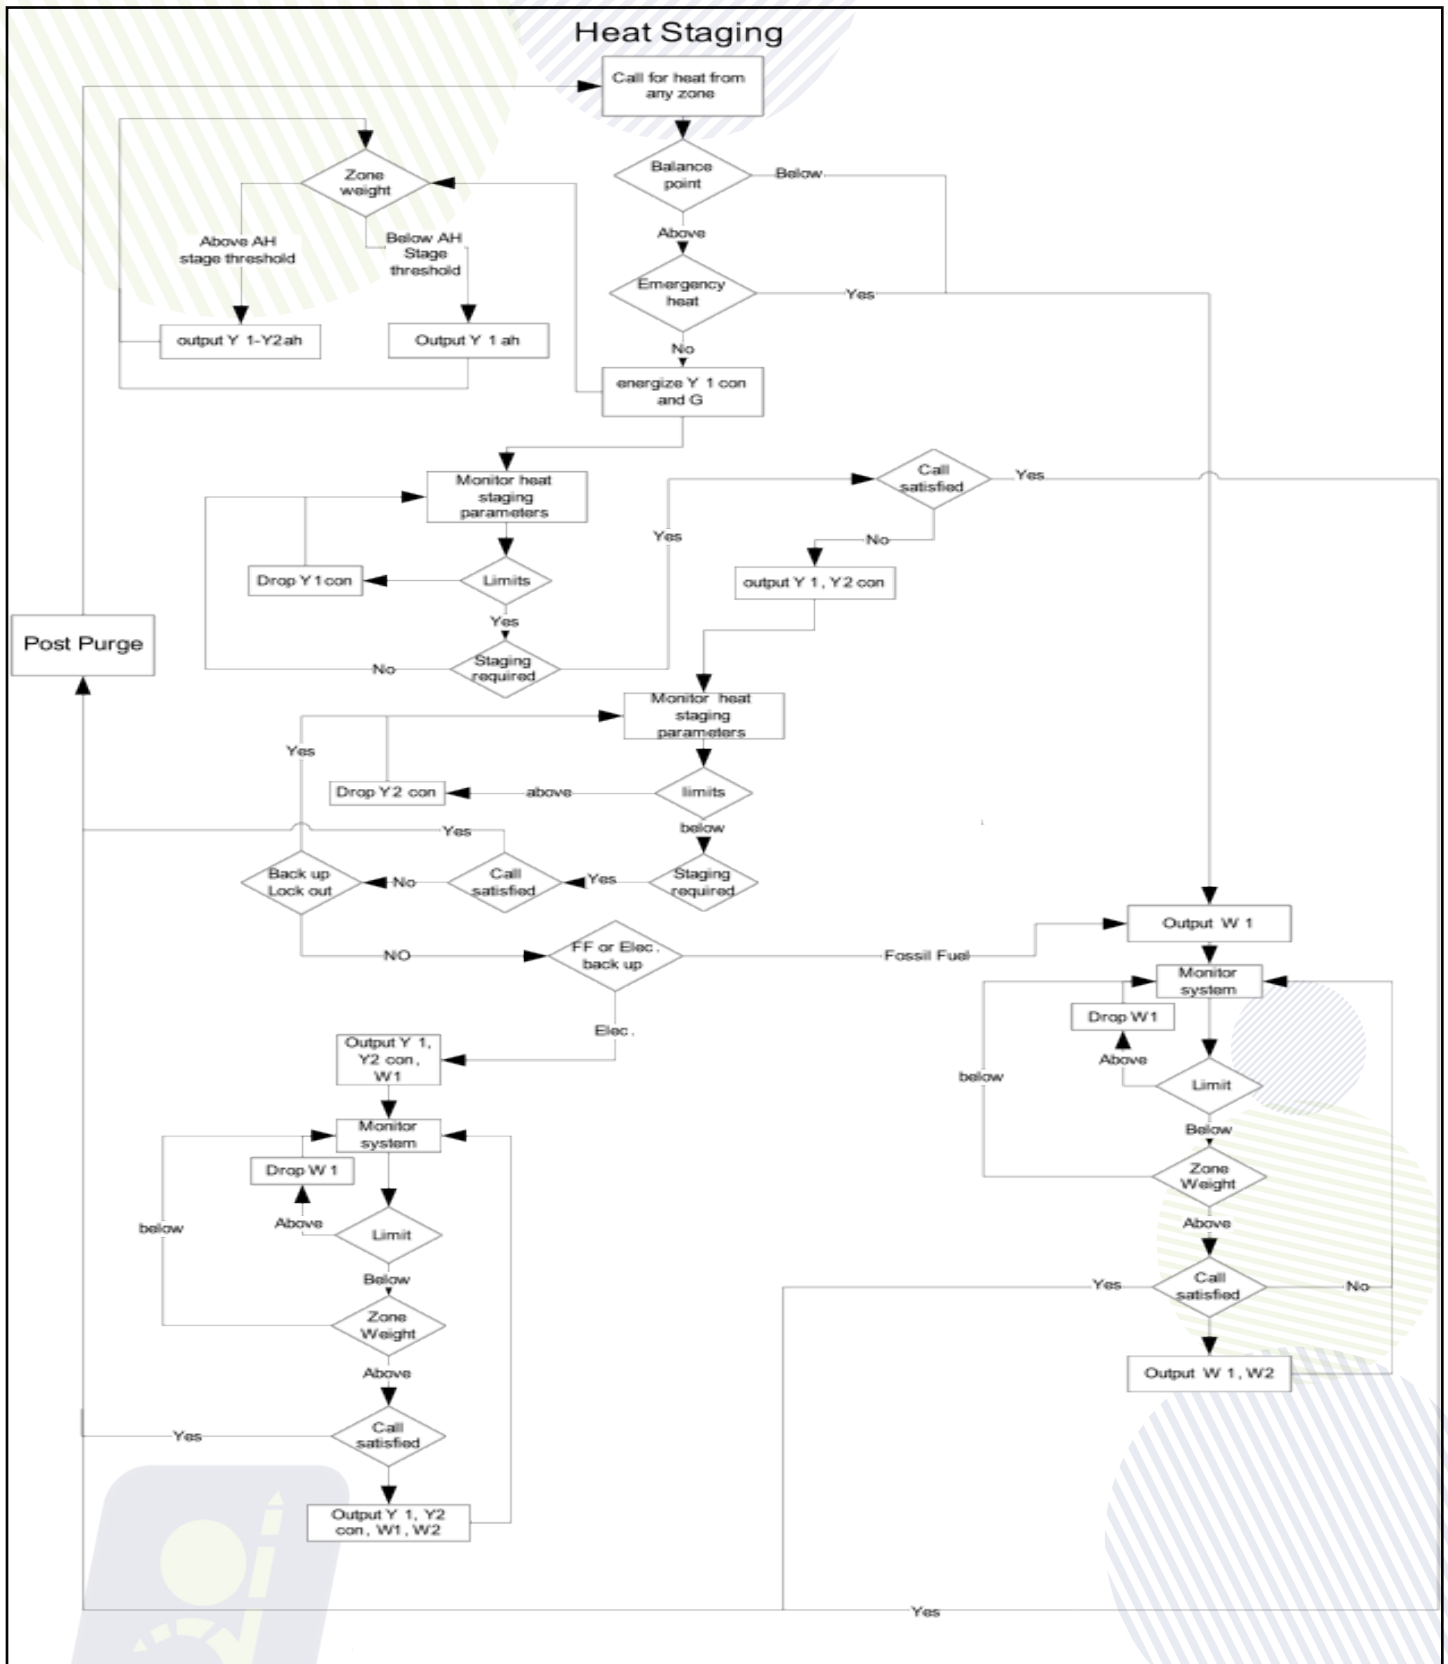 Heat Staging
Call for heat from
any zone
Balance
point
Below
Zone
weight
Above
Above AH
stage threshold
Below AH
Stage
threshold
Emergency
heat
Yes
output Y 1-Y2ah
Output Y 1 ah
No
energize Y 1 con
and G
Monitor heat
staging
parameters
Call
satisfied
Yes
Yes
No
Drop Y1con
Limits
output Y 1, Y2 con
Yes
Post Purge
No
Staging
required
Monitor heat
staging
parameters
Yes
Drop Y2 con
above
limits
Yes
below
Back up
Lock out
No
Call
satisfied
Yes
Staging
required
Output W 1
NO
FF or Elec.
back up
Fossil Fuel
Monitor
system
Drop W1
Elec.
Output Y 1,
Y2 con,
W1
Above
below
Limit
Monitor
system
Below
Drop W 1
Zone
Weight
Above
below
Limit
Above
Below
Call
satisfied
Yes
No
Zone
Weight
Above
Output W 1, W2
Call
satisfied
Yes
Output Y 1, Y2
con, W1, W2
Yes